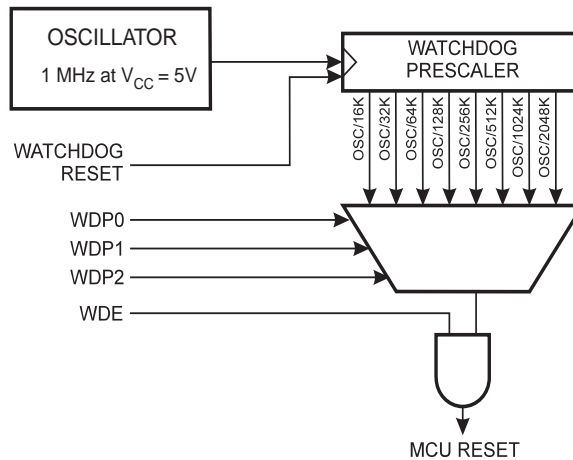 OSCILLATOR
1 MHz at VCC = 5V
WATCHDOG
PRESCALER
OSC/16K
OSC/32K
OSC/64K
OSC/128K
OSC/256K
OSC/512K
OSC/1024K
OSC/2048K
WATCHDOG
RESET
WDP0
WDP1
WDP2
WDE
MCU RESET